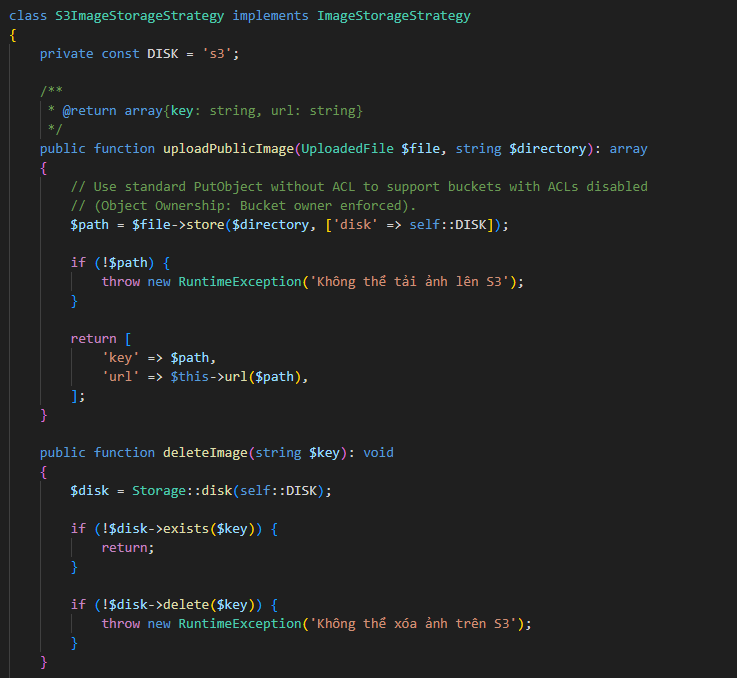 class S3ImageStorageStrategy implements ImageStorageStrategy
{
    private const DISK = 's3';

    /**
     * @return array{key: string, url: string}
     */
    public function uploadPublicImage(UploadedFile $file, string $directory): array
    {
        // Use standard PutObject without ACL to support buckets with ACLs disabled
        // (Object Ownership: Bucket owner enforced).
        $path = $file->store($directory, ['disk' => self::DISK]);

        if (!$path) {
            throw new RuntimeException('Không thể tải ảnh lên S3');
        }

        return [
            'key' => $path,
            'url' => $this->url($path),
        ];
    }

    public function deleteImage(string $key): void
    {
        $disk = Storage::disk(self::DISK);

        if (!$disk->exists($key)) {
            return;
        }

        if (!$disk->delete($key)) {
            throw new RuntimeException('Không thể xóa ảnh trên S3');
        }
    }